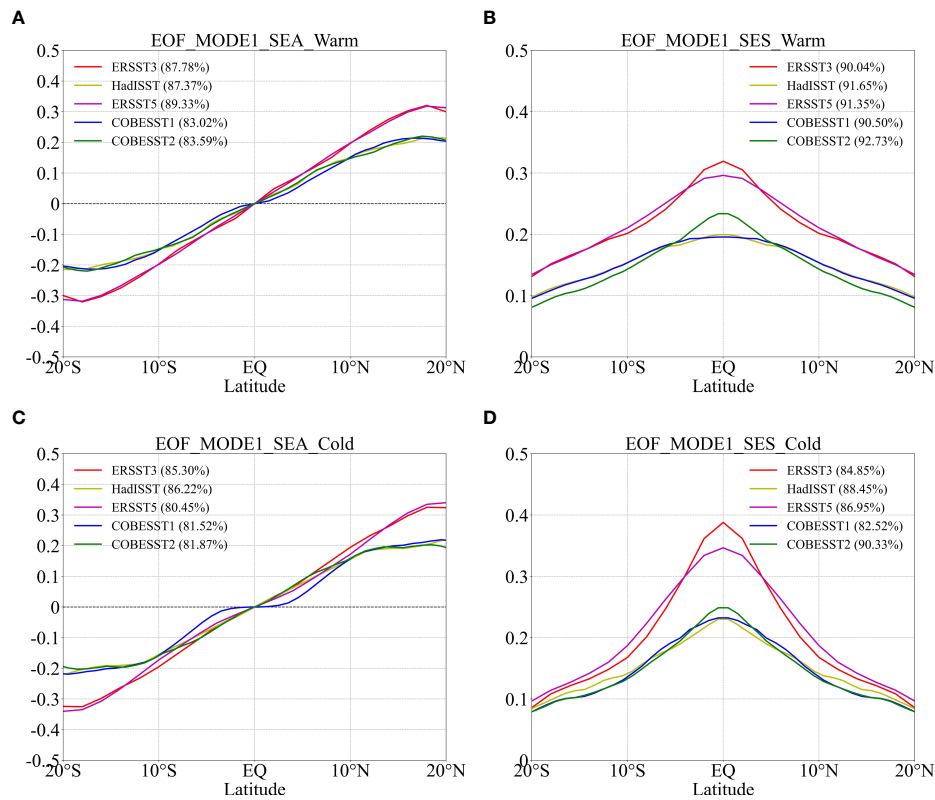 A
EOF_MODE1_SEA_Warm
0.5
0.4
0.3
0.2
0.1
0
-0.1
-0.2
-0.3
-0.4
-0.5
ERSST3 (87.78%)
HadISST (87.37%)
ERSST5 (89.33%)
COBESST1 (83.02%)
COBESST2 (83.59%)
20°S 10°S EQ 10°N 20°N
Latitude
B
EOF_MODE1_SES_Warm
0.5
0.4
0.3
0.2
0.1
0
ERSST3 (90.04%)
HadISST (91.65%)
ERSST5 (91.35%)
COBESST1 (90.50%)
COBESST2 (92.73%)
20°S 10°S EQ 10°N 20°N
Latitude
C
EOF_MODE1_SEA_Cold
0.5
0.4
0.3
0.2
0.1
0
-0.1
-0.2
-0.3
-0.4
-0.5
ERSST3 (85.30%)
HadISST (86.22%)
ERSST5 (80.45%)
COBESST1 (81.52%)
COBESST2 (81.87%)
20°S 10°S EQ 10°N 20°N
Latitude
D
EOF_MODE1_SES_Cold
0.5
0.4
0.3
0.2
0.1
0
ERSST3 (84.85%)
HadISST (88.45%)
ERSST5 (86.95%)
COBESST1 (82.52%)
COBESST2 (90.33%)
20°S 10°S EQ 10°N 20°N
Latitude